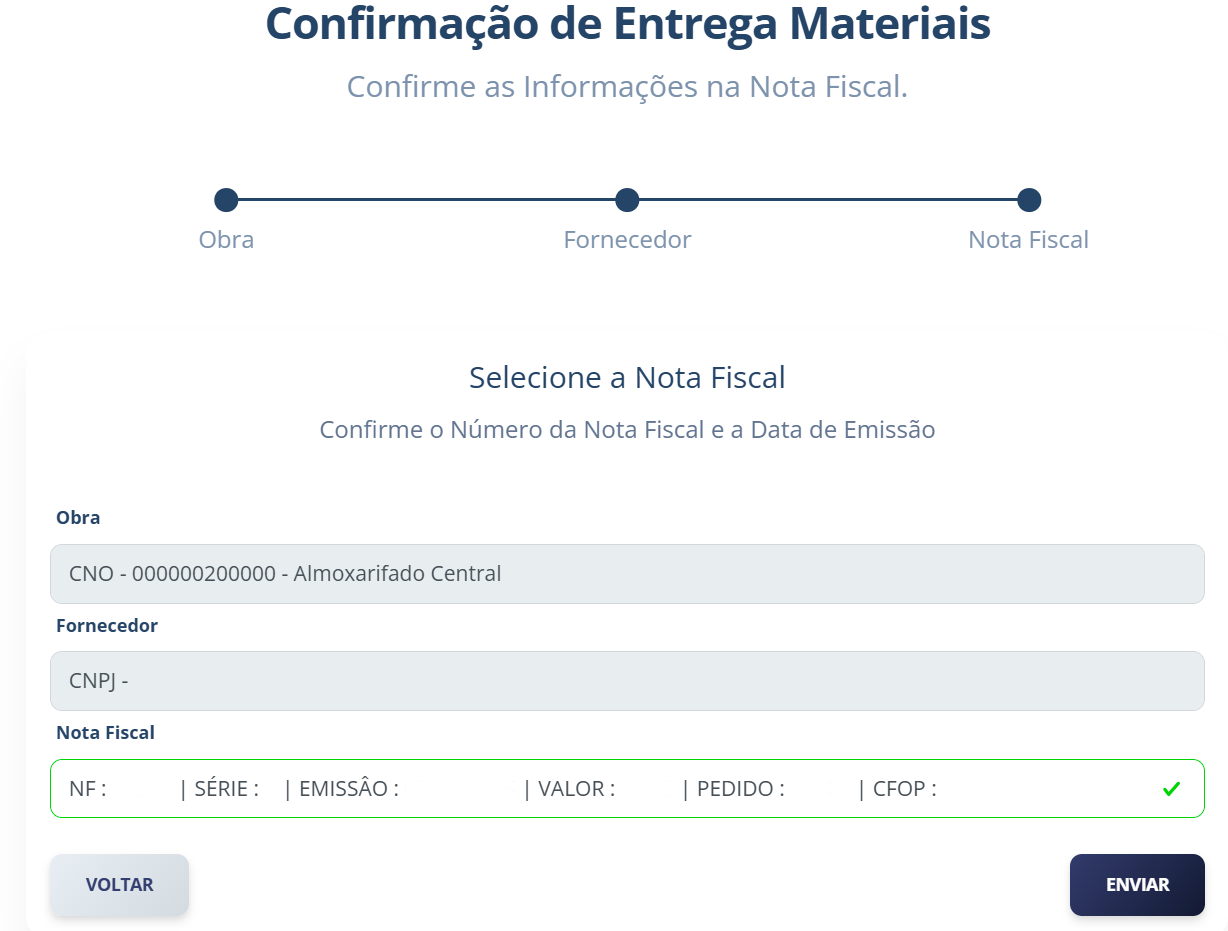 Confirmação de Entrega Materiais
Confirme as Informações na Nota Fiscal.
Obra Fornecedor Nota Fiscal
Selecione a Nota Fiscal
Confirme o Número da Nota Fiscal e a Data de Emissão
Obra
CNO - 000000200000 - Almoxarifado Central
Fornecedor
CNPJ -
Nota Fiscal
NF : | SÉRIE : | EMISSÂO : | VALOR : | PEDIDO : | CFOP :
VOLTAR ENVIAR